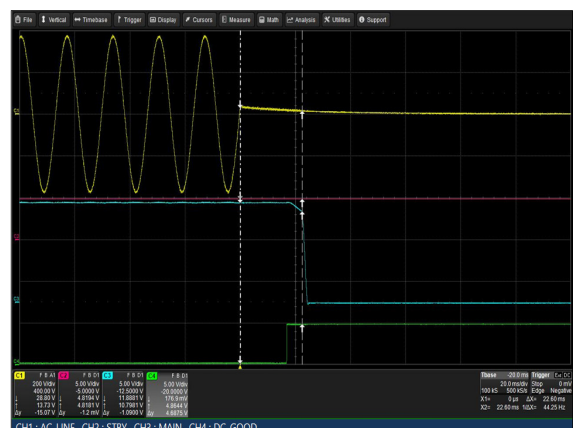 File Vertical Timebase Trigger Display Cursors Measure Math Analysis Utilities Support
C1 F B A1 C2 F B D1 C3 F B D1 C4 F B D1
200 V/div 5.00 V/div 5.00 V/div 5.00 V/div
400.00 V -5.0000 V -12.5000 V -20.0000 V
↓ 28.80 V ↓ 4.8194 V ↓ 11.8881 V ↓ 176.9 mV
↑ 13.73 V ↑ 4.8181 V ↑ 10.7981 V ↑ 4.8644 V
Δy -15.07 V Δy -1.2 mV Δy -1.0900 V Δy 4.6875 V
Tbase -20.0 ms Trigger Ext DC
20.0 ms/div Stop 0 mV
100 kS 500 kS/s Edge Negative
X1= 0 µs ΔX= 22.60 ms
X2= 22.60 ms 1/ΔX= 44.25 Hz
CH1 : AC_LINE CH2 : STBY CH3 : MAIN CH4 : DC_GOOD